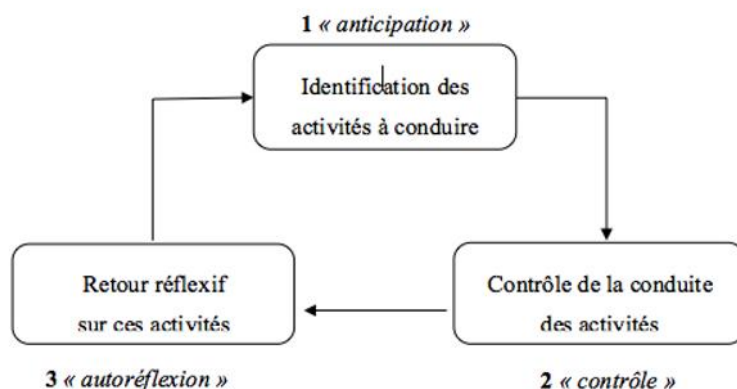 1 « anticipation »
Identification des
activités à conduire
Contrôle de la conduite
des activités
2 « contrôle »
Retour réflexif
sur ces activités
3 « autoréflexion »